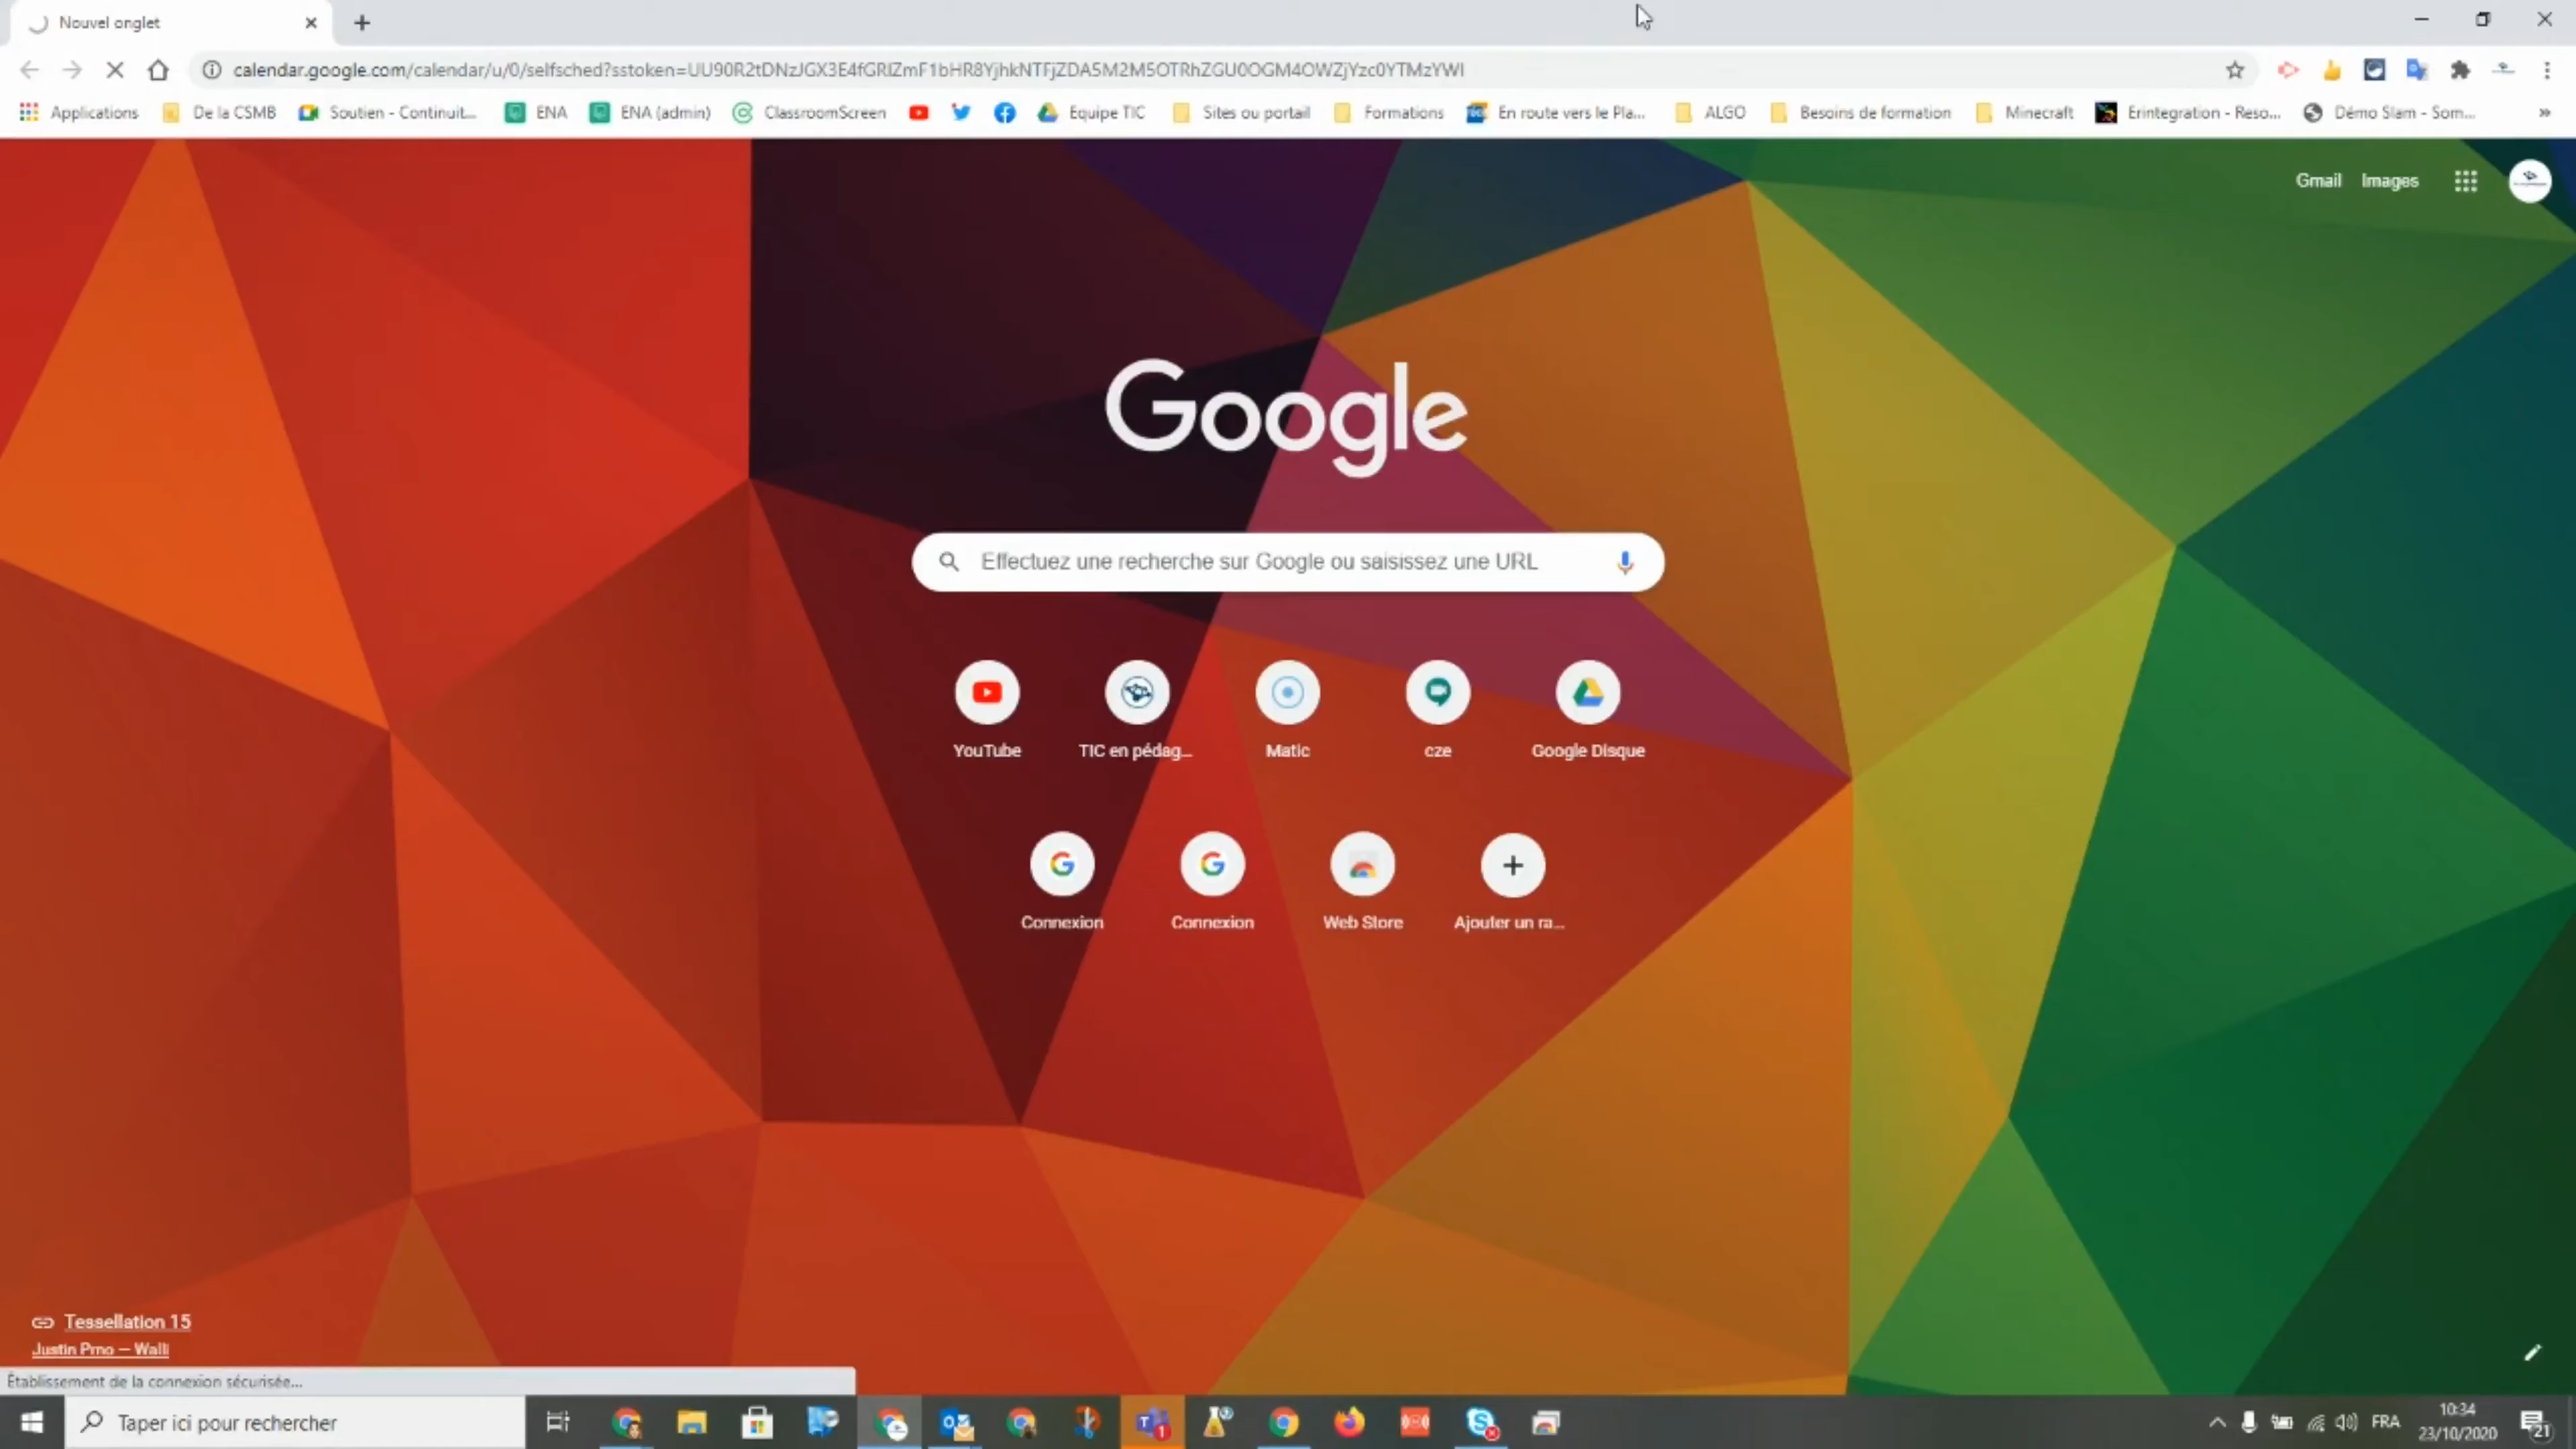 Nouvel onglet
calendar.google.com/calendar/u/0/selfsched?sstoken=UU90R2tDNzJGX3E4fGRlZmF1bHR8YjhkNTFjZDA5M2M5OTRhZGU0OGM4OWZjYzc0YTMzYWI
Applications De la CSMB Soutien - Continuit... ENA ENA (admin) ClassroomScreen Equipe TIC Sites ou portail Formations En route vers le Pla... ALGO Besoins de formation Minecraft Erintegration - Reso... Démo Slam - Som... »
Gmail Images
Google
Effectuez une recherche sur Google ou saisissez une URL
YouTube TIC en pédag... Matic cze Google Disque
Connexion Connexion Web Store Ajouter un ra...
Tessellation 15
Justin Prno — Walli
Établissement de la connexion sécurisée...
Taper ici pour rechercher
FRA
10:34
23/10/2020
21